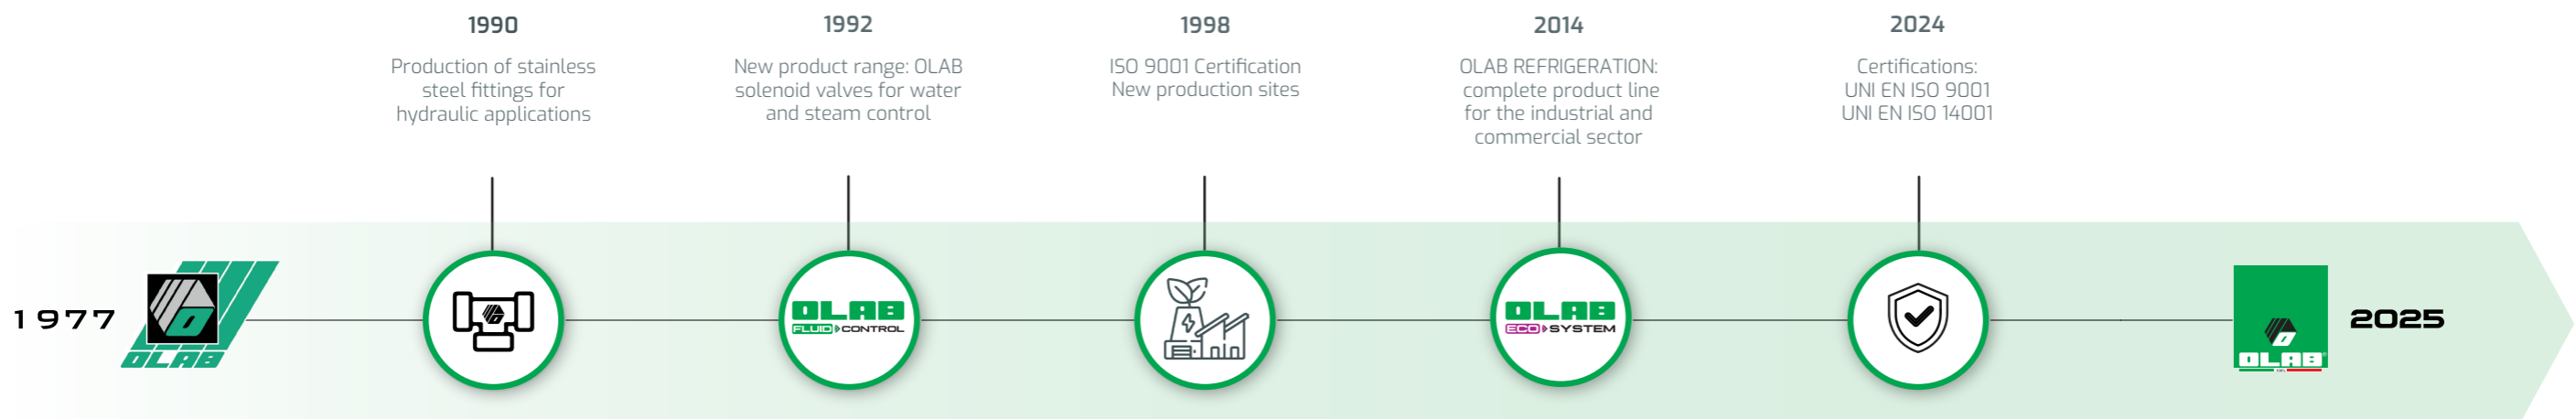 1990
Production of stainless
steel fittings for
hydraulic applications
1992
New product range: OLAB
solenoid valves for water
and steam control
1998
ISO 9001 Certification
New production sites
2014
OLAB REFRIGERATION:
complete product line
for the industrial and
commercial sector
2024
Certifications:
UNI EN ISO 9001
UNI EN ISO 14001
1977
OLAB
OLAB
FLUID CONTROL
OLAB
ECO SYSTEM
OLAB®
2025